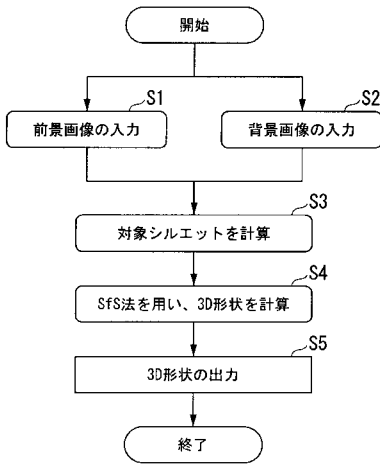 開始
S1
前景画像の入力
S2
背景画像の入力
S3
対象シルエットを計算
S4
SfS法を用い、3D形状を計算
S5
3D形状の出力
終了